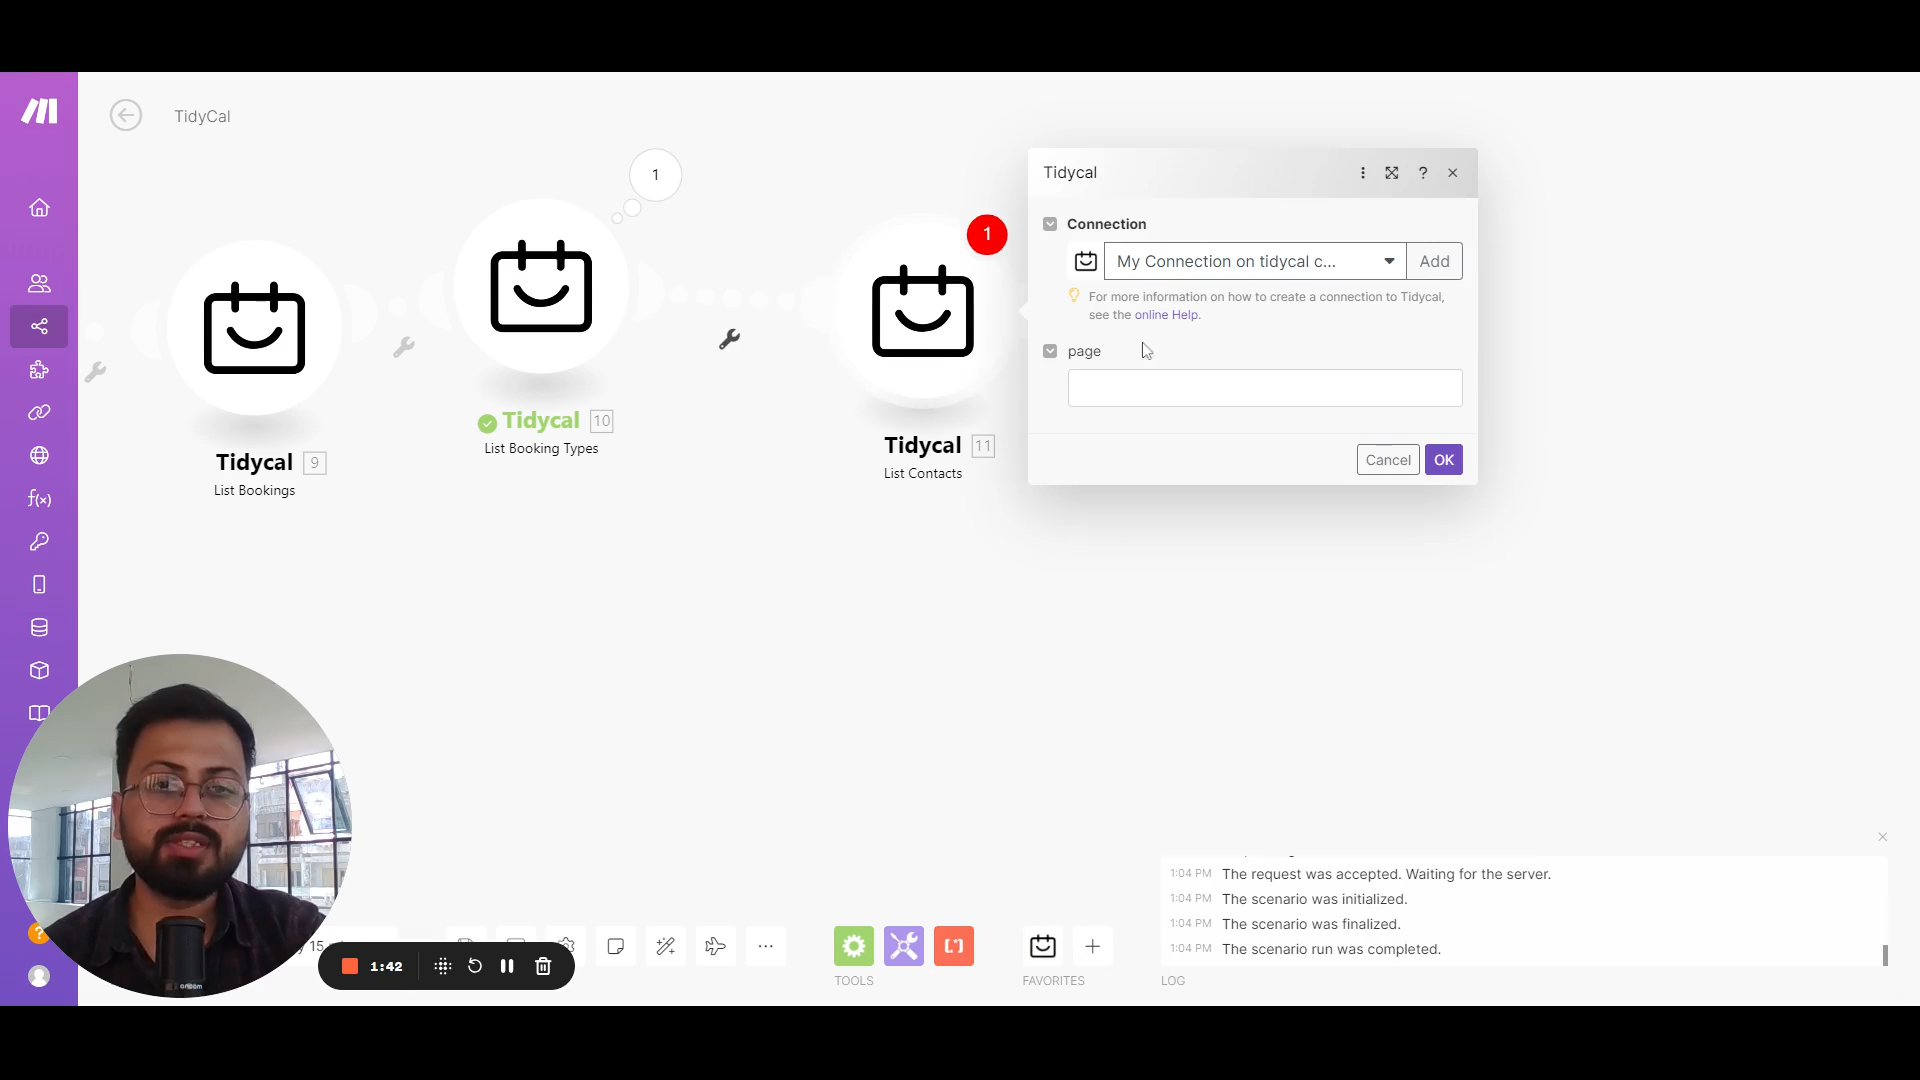 TidyCal
1
1
Tidycal
Connection
My Connection on tidycal c...
Add
For more information on how to create a connection to Tidycal,
see the online Help.
page
Cancel
OK
Tidycal 9
List Bookings
Tidycal 10
List Booking Types
Tidycal 11
List Contacts
f(x)
?
1:04 PM The request was accepted. Waiting for the server.
1:04 PM The scenario was initialized.
1:04 PM The scenario was finalized.
1:04 PM The scenario run was completed.
15
1:42
TOOLS
FAVORITES
LOG